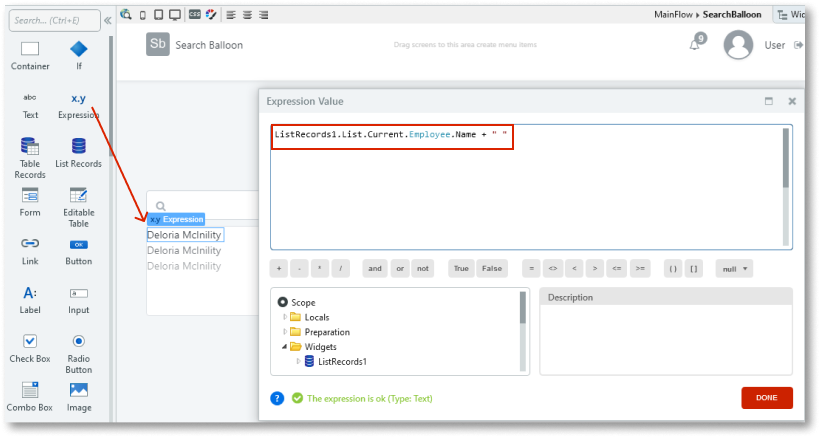 Search... (Ctrl+E)
Container
If
abc
Text
x.y
Expression
Table
Records
List Records
Form
Editable
Table
Link
OK
Button
A:
Label
a
Input
Check Box
Radio
Button
Combo Box
Image
CSS
MainFlow
SearchBalloon
Wid
Sb
Search Balloon
Drag screens to this area create menu items
9
User
x.y Expression
Deloria McInility
Deloria McInility
Deloria McInility
Expression Value
ListRecords1.List.Current.Employee.Name + " "
+ - * / and or not True False = <> < > <= >= ( ) [ ] null
Scope
Locals
Preparation
Widgets
ListRecords1
Description
? The expression is ok (Type: Text)
DONE